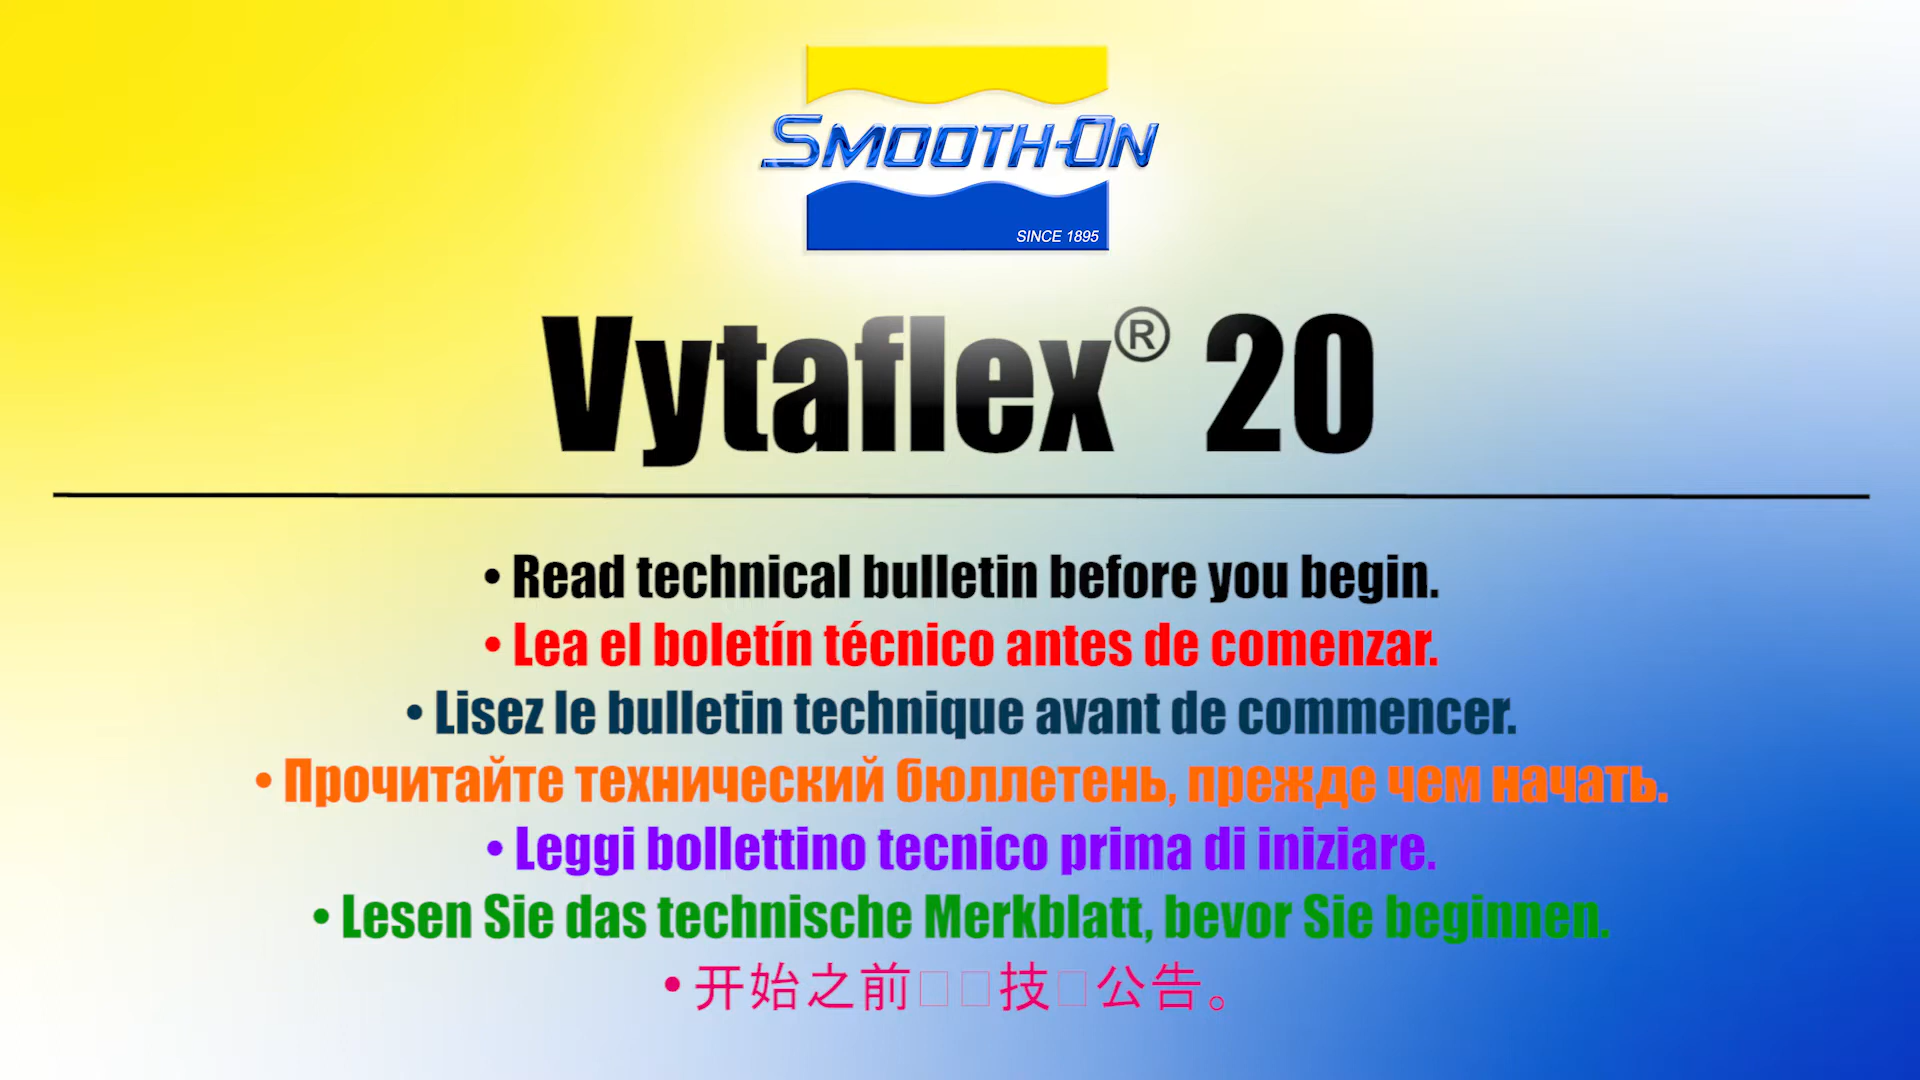 SMOOTH-ON
SINCE 1895
Vytaflex® 20
• Read technical bulletin before you begin.
• Lea el boletín técnico antes de comenzar.
• Lisez le bulletin technique avant de commencer.
• Прочитайте технический бюллетень, прежде чем начать.
• Leggi bollettino tecnico prima di iniziare.
• Lesen Sie das technische Merkblatt, bevor Sie beginnen.
• 开始之前□□技□公告。